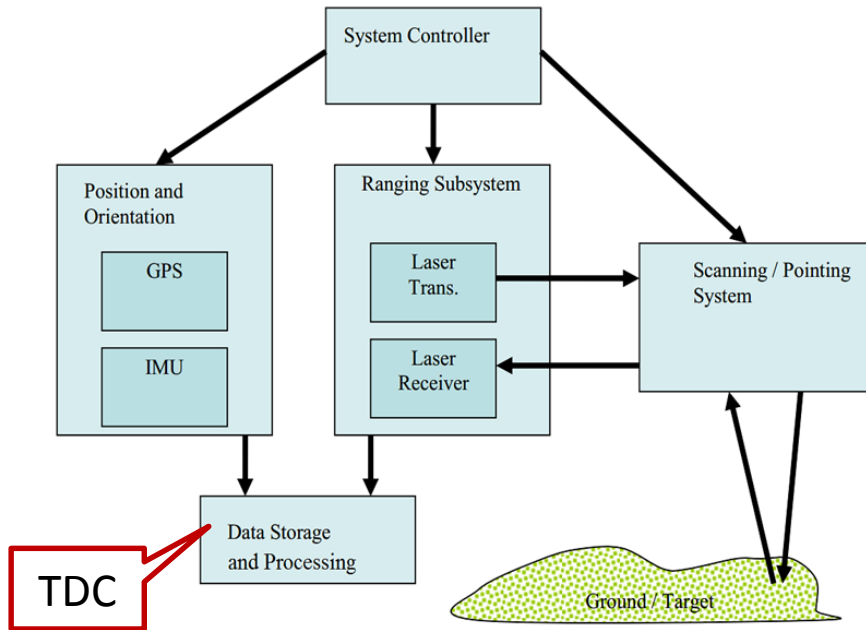 System Controller
Position and
Orientation
GPS
IMU
Ranging Subsystem
Laser
Trans.
Laser
Receiver
Scanning / Pointing
System
Data Storage
and Processing
TDC
Ground / Target